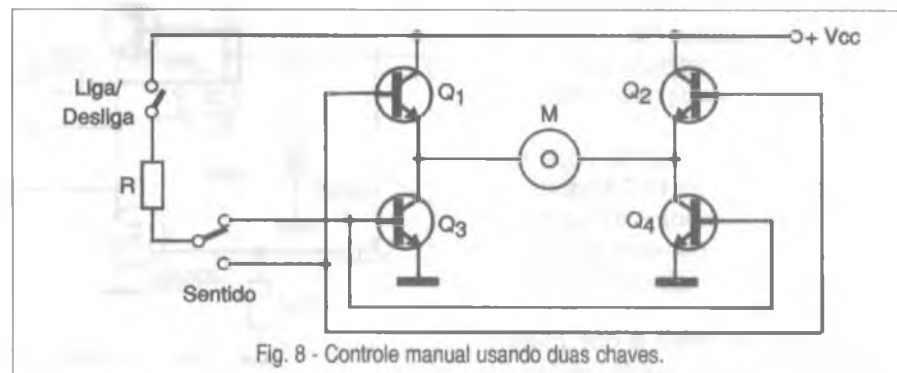 + Vcc
Liga/
Desliga
Q1
Q2
M
R
Q3
Q4
Sentido
Fig. 8 - Controle manual usando duas chaves.